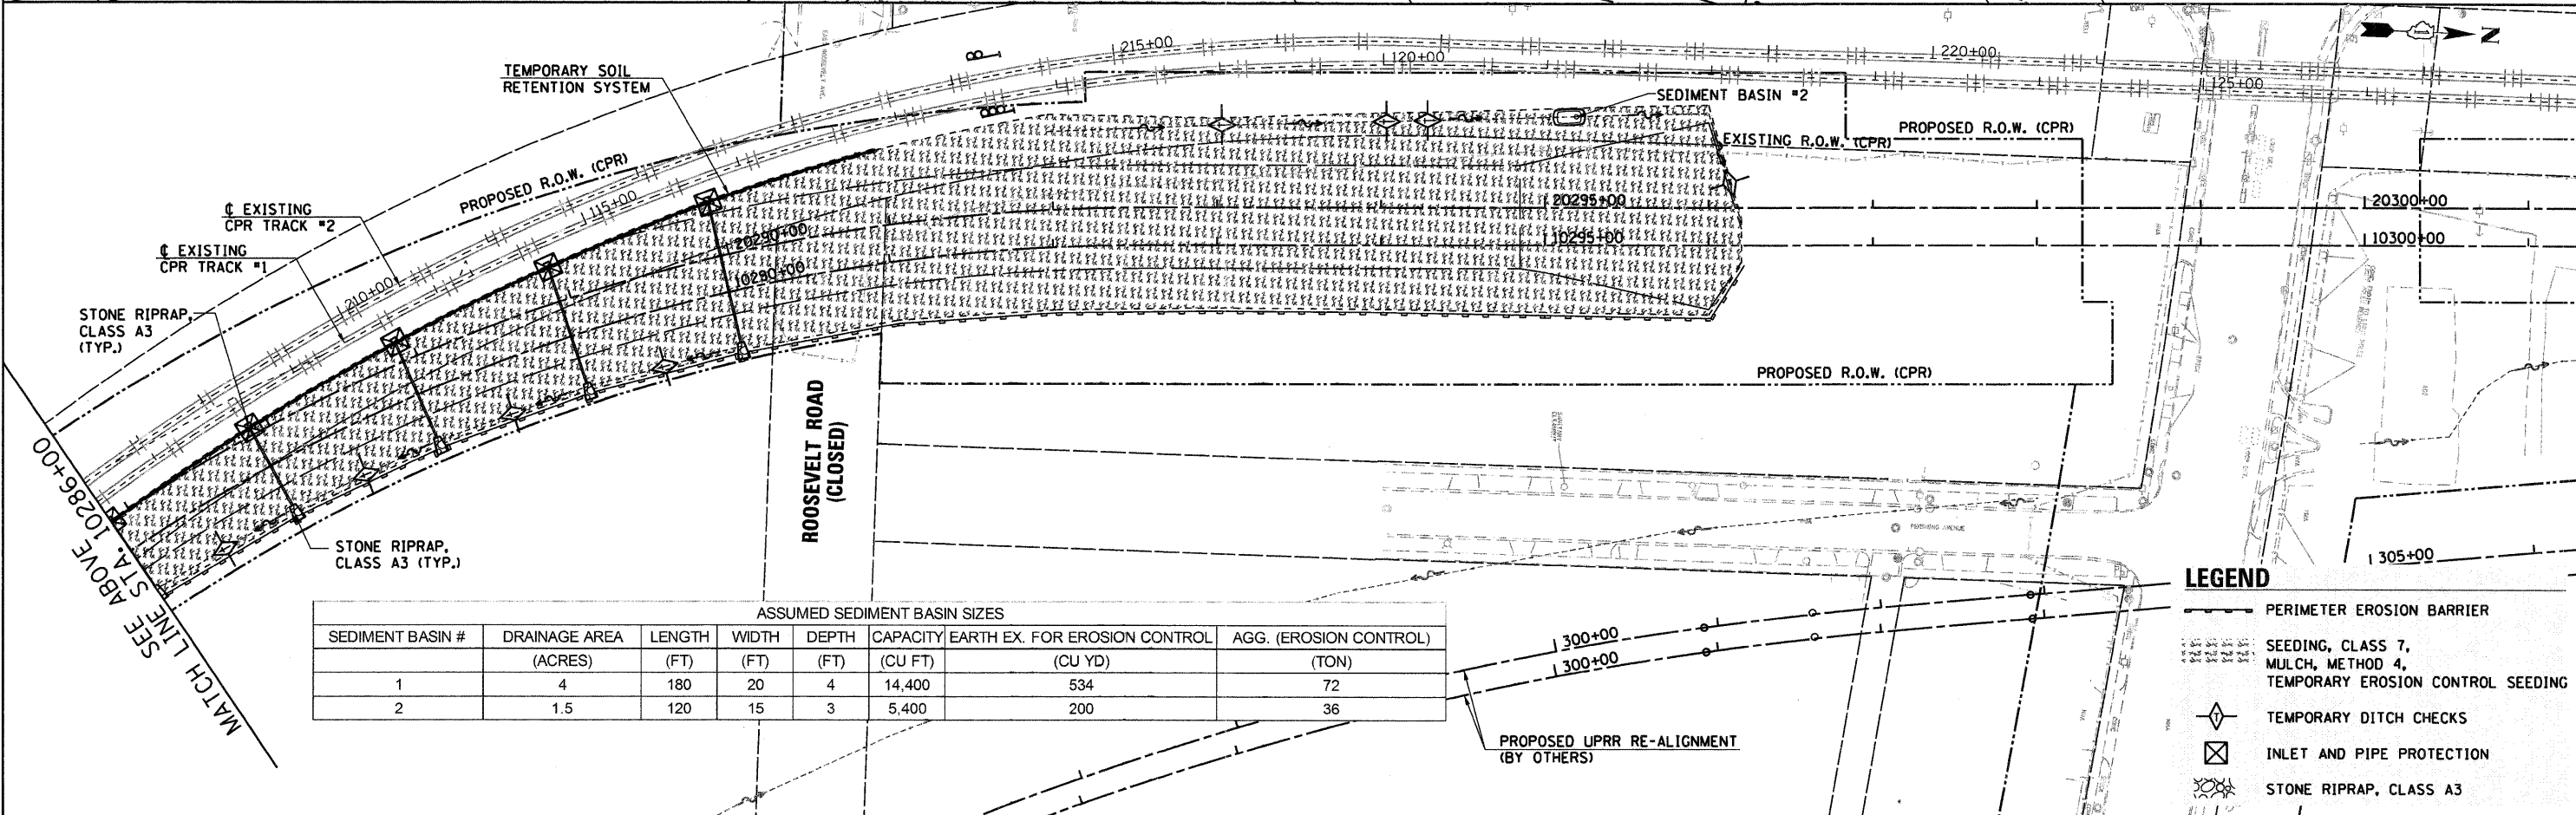 TEMPORARY SOIL
RETENTION SYSTEM
215+00
120+00
220+00
125+00
N
SEDIMENT BASIN #2
PROPOSED R.O.W. (CPR)
EXISTING R.O.W. (CPR)
PROPOSED R.O.W. (CPR)
℄ EXISTING
CPR TRACK #2
℄ EXISTING
CPR TRACK #1
115+00
210+00
20290+00
10290+00
20295+00
10295+00
20300+00
10300+00
STONE RIPRAP,
CLASS A3
(TYP.)
PROPOSED R.O.W. (CPR)
ROOSEVELT ROAD
(CLOSED)
STONE RIPRAP,
CLASS A3 (TYP.)
SEE ABOVE
MATCH LINE STA. 10286+00
PERSHING AVENUE
305+00
300+00
300+00
PROPOSED UPRR RE-ALIGNMENT
(BY OTHERS)
ASSUMED SEDIMENT BASIN SIZES
SEDIMENT BASIN # DRAINAGE AREA LENGTH WIDTH DEPTH CAPACITY EARTH EX. FOR EROSION CONTROL AGG. (EROSION CONTROL)
(ACRES) (FT) (FT) (FT) (CU FT) (CU YD) (TON)
1 4 180 20 4 14,400 534 72
2 1.5 120 15 3 5,400 200 36
LEGEND
PERIMETER EROSION BARRIER
SEEDING, CLASS 7,
MULCH, METHOD 4,
TEMPORARY EROSION CONTROL SEEDING
T TEMPORARY DITCH CHECKS
INLET AND PIPE PROTECTION
STONE RIPRAP, CLASS A3